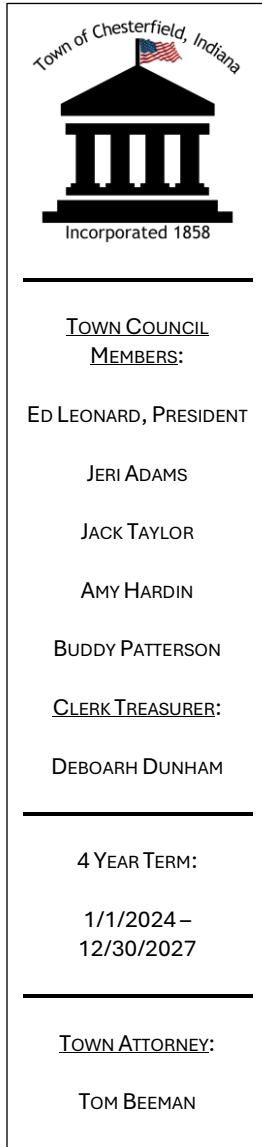 Town of Chesterfield, Indiana
Incorporated 1858
TOWN COUNCIL
MEMBERS:
ED LEONARD, PRESIDENT
JERI ADAMS
JACK TAYLOR
AMY HARDIN
BUDDY PATTERSON
CLERK TREASURER:
DEBOARH DUNHAM
4 YEAR TERM:
1/1/2024 –
12/30/2027
TOWN ATTORNEY:
TOM BEEMAN